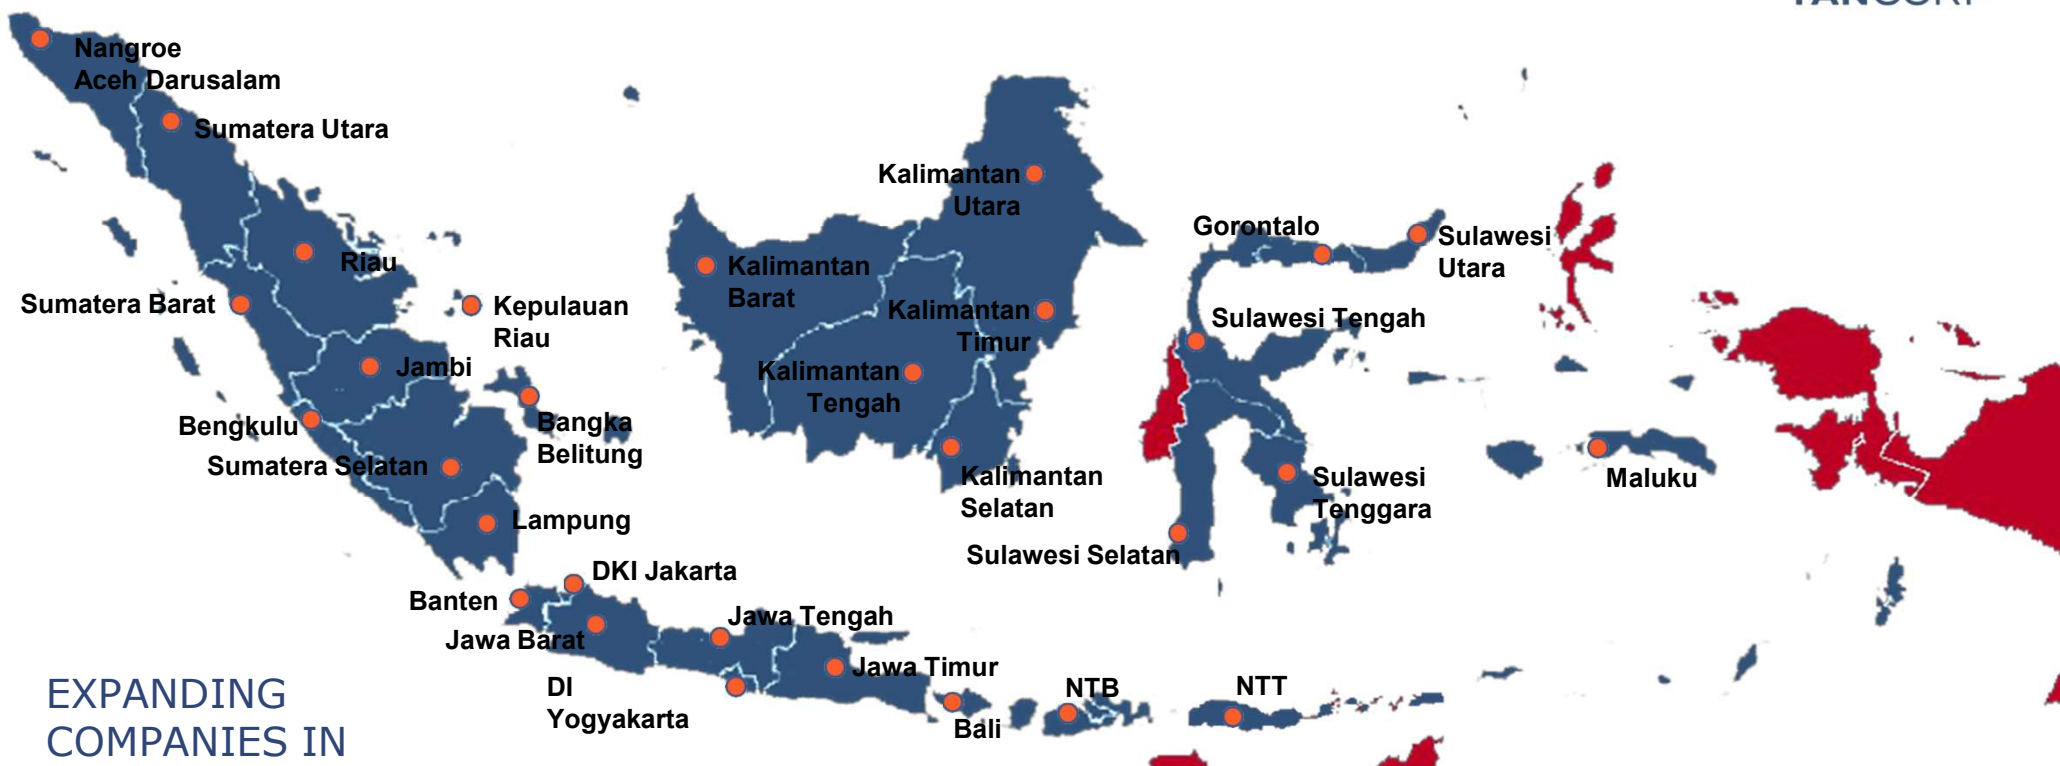 Nangroe
Aceh Darusalam
Sumatera Utara
Kalimantan
Utara
Gorontalo
Sulawesi
Utara
Riau
Kalimantan
Barat
Sumatera Barat
Kepulauan
Riau
Kalimantan
Timur
Sulawesi Tengah
Jambi
Kalimantan
Tengah
Bengkulu
Bangka
Belitung
Sumatera Selatan
Kalimantan
Selatan
Sulawesi
Tenggara
Maluku
Lampung
Sulawesi Selatan
DKI Jakarta
Banten
Jawa Tengah
Jawa Barat
Jawa Timur
DI
Yogyakarta
NTB
NTT
Bali
EXPANDING
COMPANIES IN